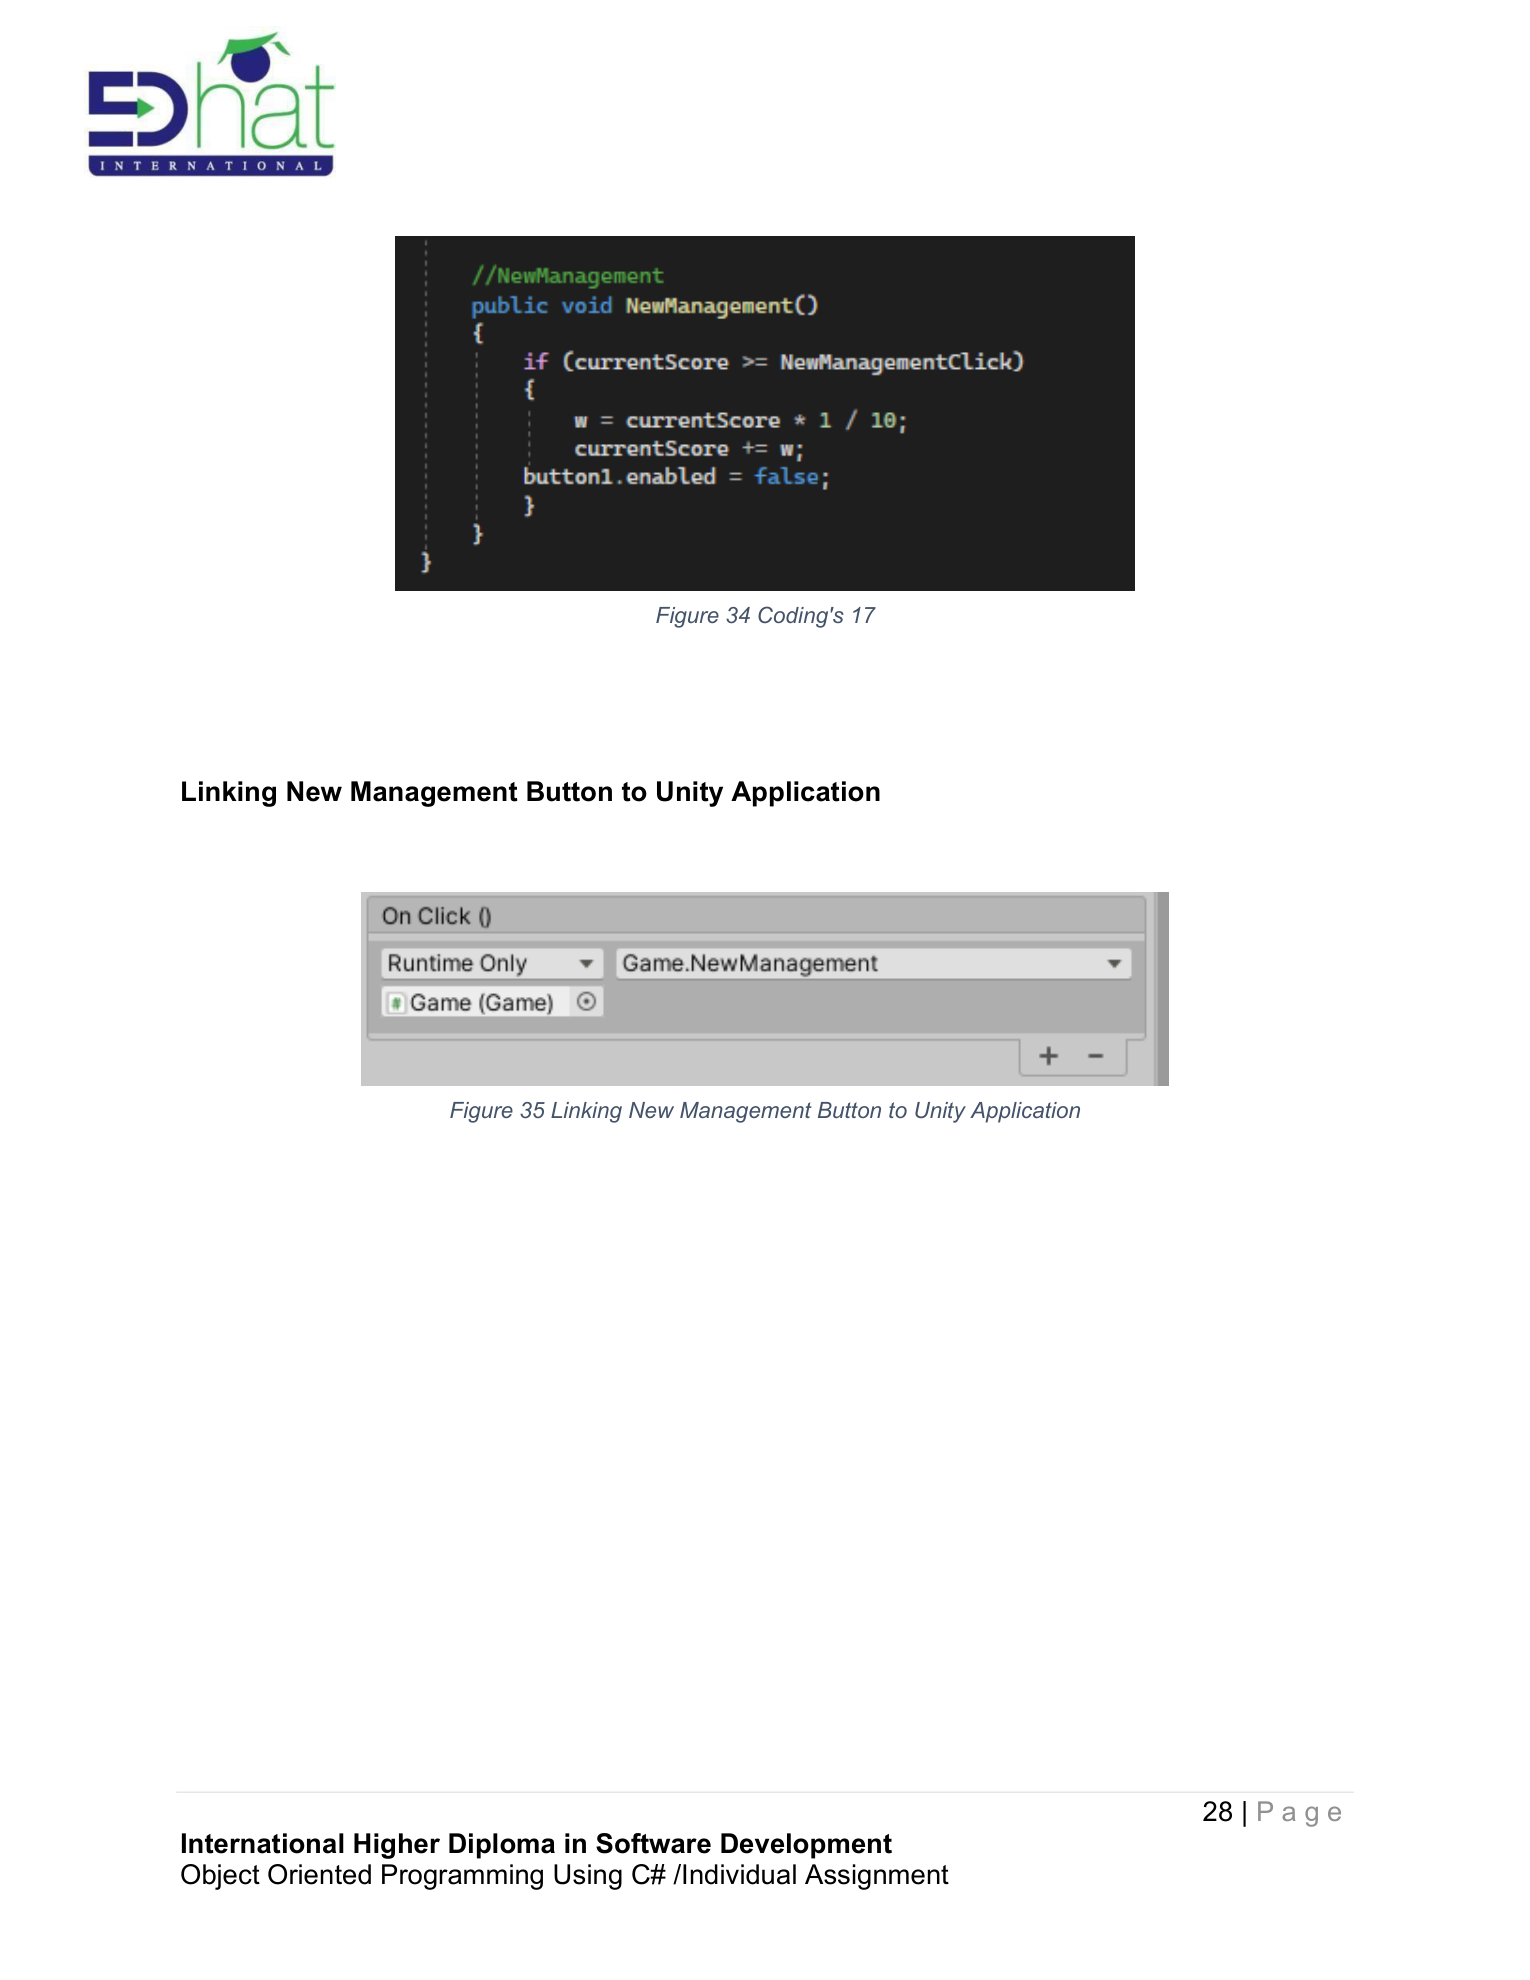 EDhat
INTERNATIONAL
//NewManagement
public void NewManagement()
{
if (currentScore >= NewManagementClick)
{
w = currentScore * 1 / 10;
currentScore += w;
button1.enabled = false;
}
}
}
Figure 34 Coding's 17
Linking New Management Button to Unity Application
On Click ()
Runtime Only Game.NewManagement
# Game (Game)
+ −
Figure 35 Linking New Management Button to Unity Application
28 | Page
International Higher Diploma in Software Development
Object Oriented Programming Using C# /Individual Assignment